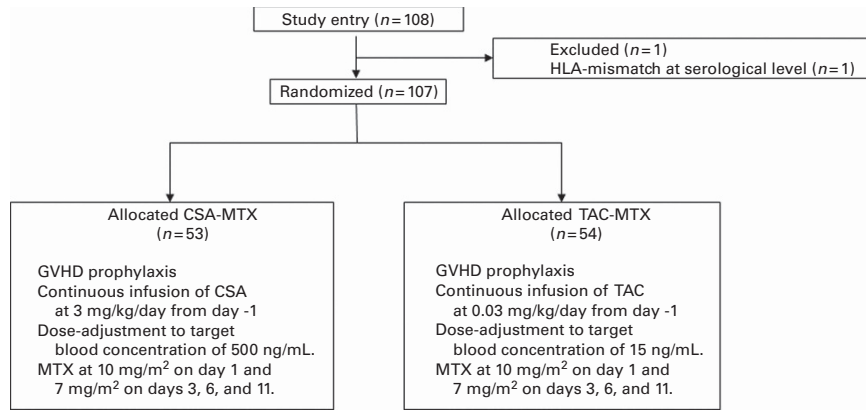 Study entry (n=108)
Excluded (n=1)
HLA-mismatch at serological level (n=1)
Randomized (n=107)
Allocated CSA-MTX
(n=53)
GVHD prophylaxis
Continuous infusion of CSA
at 3 mg/kg/day from day -1
Dose-adjustment to target
blood concentration of 500 ng/mL.
MTX at 10 mg/m² on day 1 and
7 mg/m² on days 3, 6, and 11.
Allocated TAC-MTX
(n=54)
GVHD prophylaxis
Continuous infusion of TAC
at 0.03 mg/kg/day from day -1
Dose-adjustment to target
blood concentration of 15 ng/mL.
MTX at 10 mg/m² on day 1 and
7 mg/m² on days 3, 6, and 11.